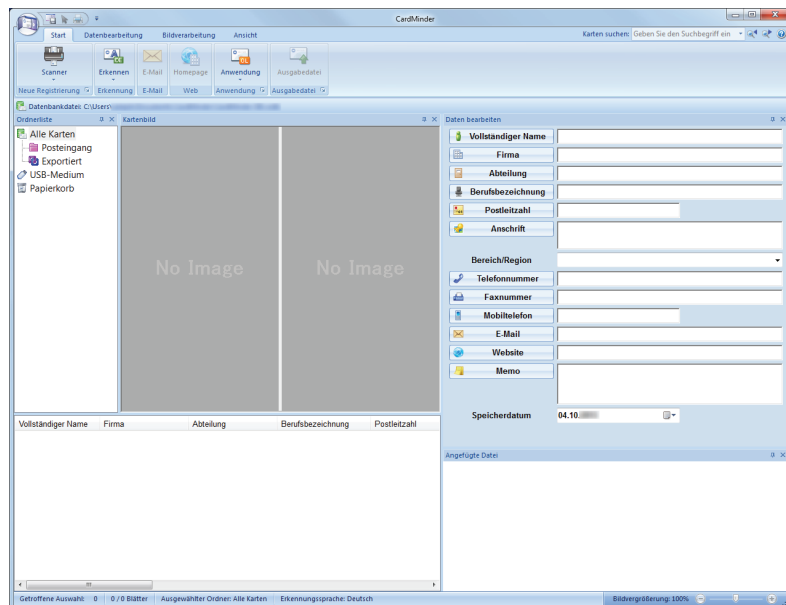 CardMinder
Start Datenbearbeitung Bildverarbeitung Ansicht
Karten suchen: Geben Sie den Suchbegriff ein
Scanner Erkennen E-Mail Homepage Anwendung Ausgabedatei
Neue Registrierung Erkennung E-Mail Web Anwendung Ausgabedatei
Datenbankdatei: C:\Users\
Ordnerliste
Alle Karten
Posteingang
Exportiert
USB-Medium
Papierkorb
Kartenbild
No Image No Image
Daten bearbeiten
Vollständiger Name
Firma
Abteilung
Berufsbezeichnung
Postleitzahl
Anschrift
Bereich/Region
Telefonnummer
Faxnummer
Mobiltelefon
E-Mail
Website
Memo
Speicherdatum 04.10.
Vollständiger Name Firma Abteilung Berufsbezeichnung Postleitzahl
Angefügte Datei
Getroffene Auswahl: 0 0 / 0 Blätter Ausgewählter Ordner: Alle Karten Erkennungssprache: Deutsch Bildvergrößerung: 100%